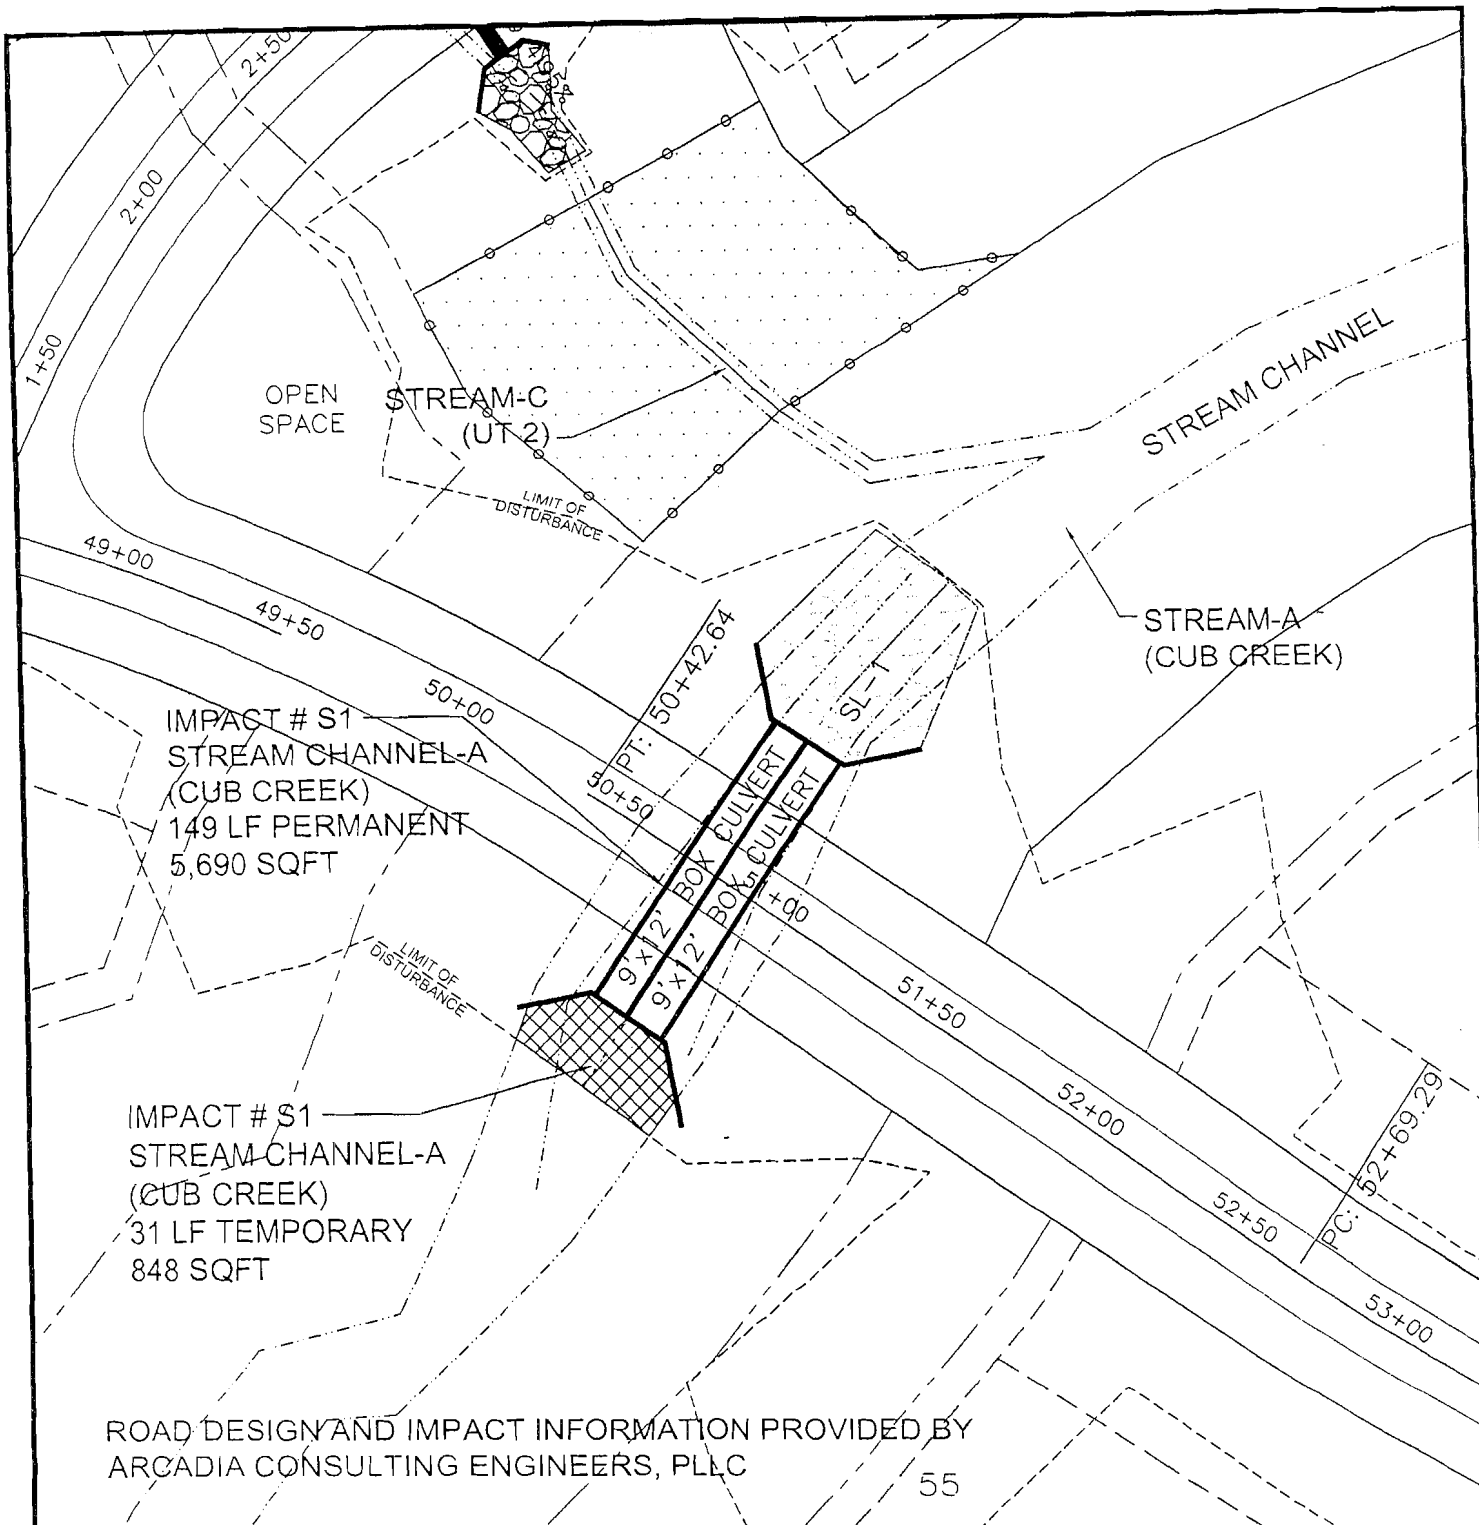 2+50
2+00
1+50
OPEN
SPACE
STREAM-C
(UT 2)
STREAM CHANNEL
LIMIT OF
DISTURBANCE
49+00
49+50
50+00
PT: 50+42.64
50+50
SL-1
STREAM-A
(CUB CREEK)
IMPACT # S1
STREAM CHANNEL-A
(CUB CREEK)
149 LF PERMANENT
5,690 SQFT
9'x12' BOX CULVERT
9'x12' BOX CULVERT
51+00
LIMIT OF
DISTURBANCE
51+50
52+00
52+50
PC: 52+69.29
53+00
IMPACT # S1
STREAM CHANNEL-A
(CUB CREEK)
31 LF TEMPORARY
848 SQFT
ROAD DESIGN AND IMPACT INFORMATION PROVIDED BY
ARCADIA CONSULTING ENGINEERS, PLLC
55